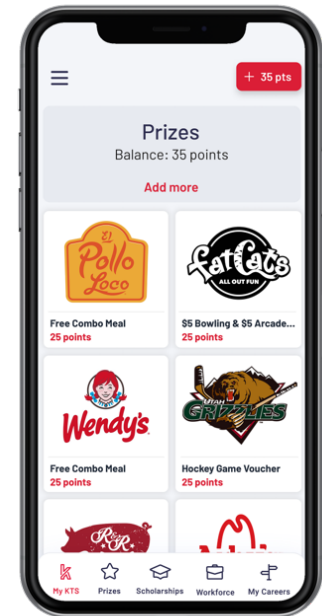 + 35 pts
Prizes
Balance: 35 points
Add more
El
Pollo
Loco
FatCats
ALL OUT FUN
Free Combo Meal
25 points
$5 Bowling & $5 Arcade...
25 points
Wendy's
UTAH
GRIZZLIES
Free Combo Meal
25 points
Hockey Game Voucher
25 points
R&R
My KTS
Prizes
Scholarships
Workforce
My Careers